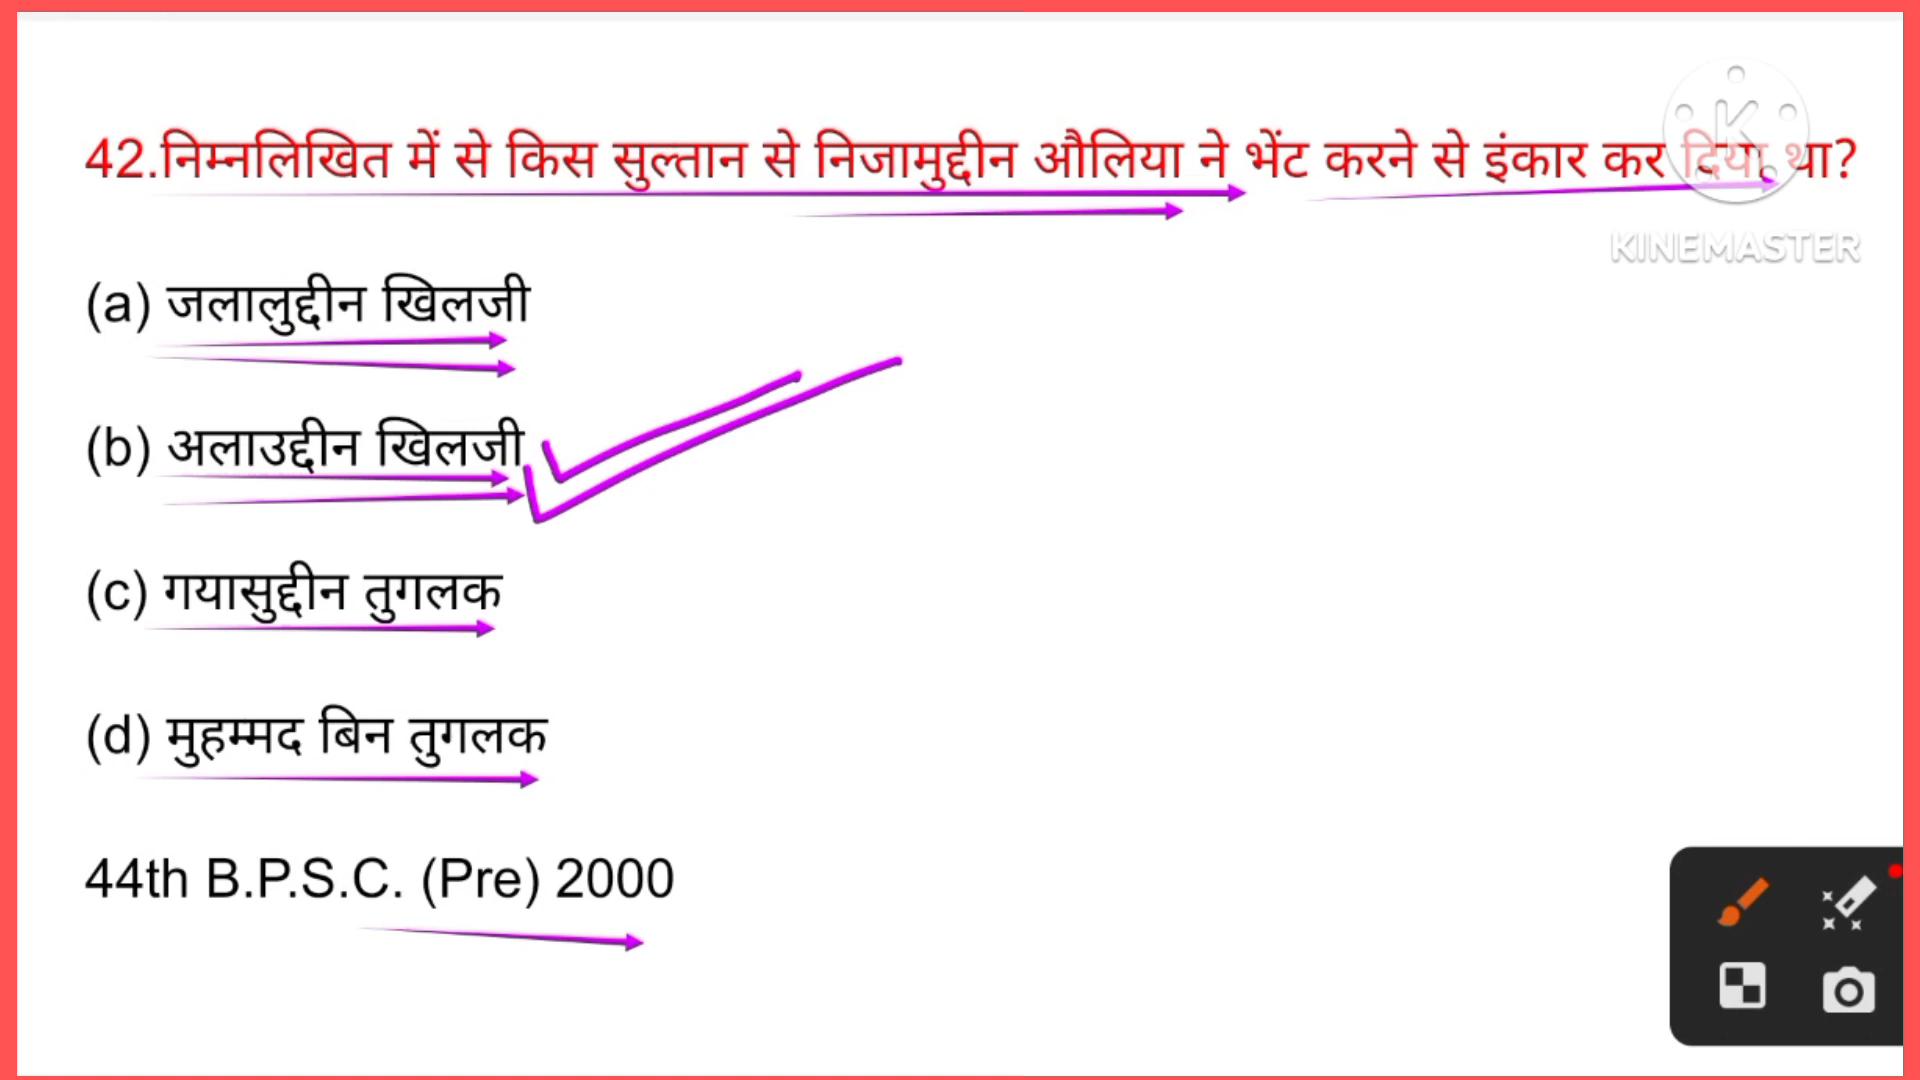 42.निम्नलिखित में से किस सुल्तान से निजामुद्दीन औलिया ने भेंट करने से इंकार कर दिया था?
KINEMASTER
(a) जलालुद्दीन खिलजी
(b) अलाउद्दीन खिलजी
(c) गयासुद्दीन तुगलक
(d) मुहम्मद बिन तुगलक
44th B.P.S.C. (Pre) 2000